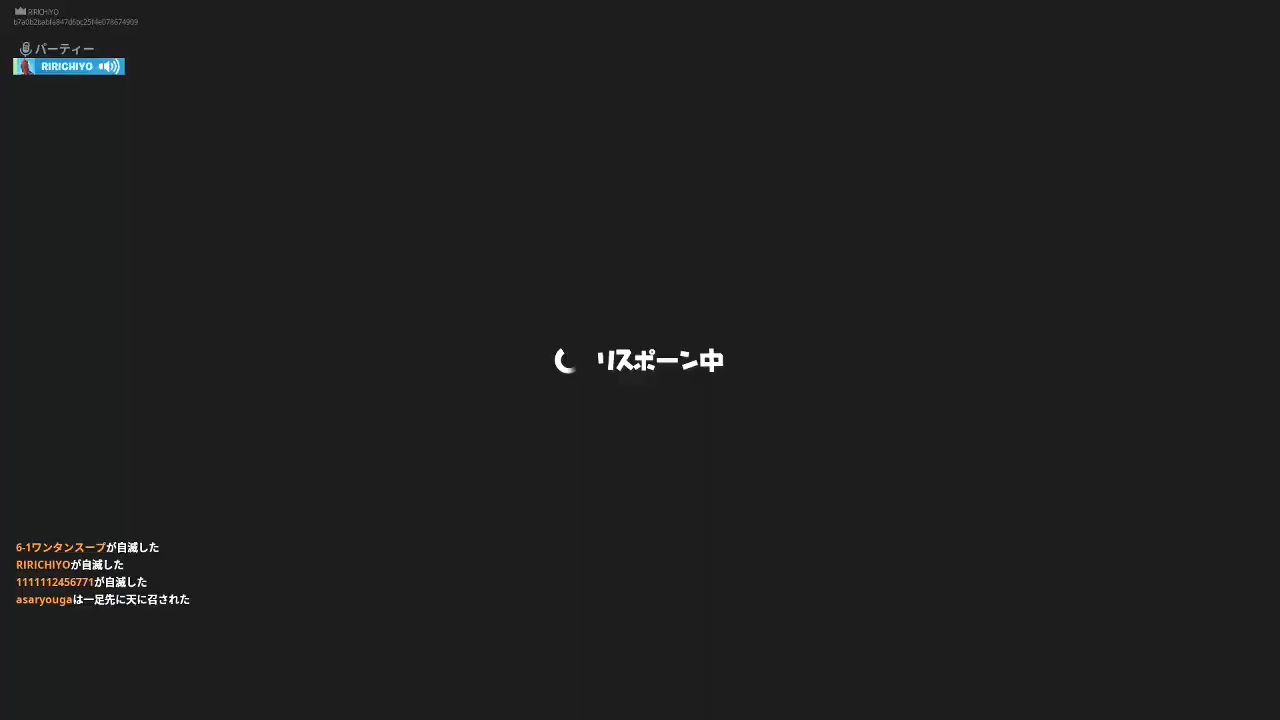 RIRICHIYO
パーティー
RIRICHIYO
リスポーン中
6-1ワンタンスープが自滅した
RIRICHIYOが自滅した
1111112456771が自滅した
asaryougaは一足先に天に召された